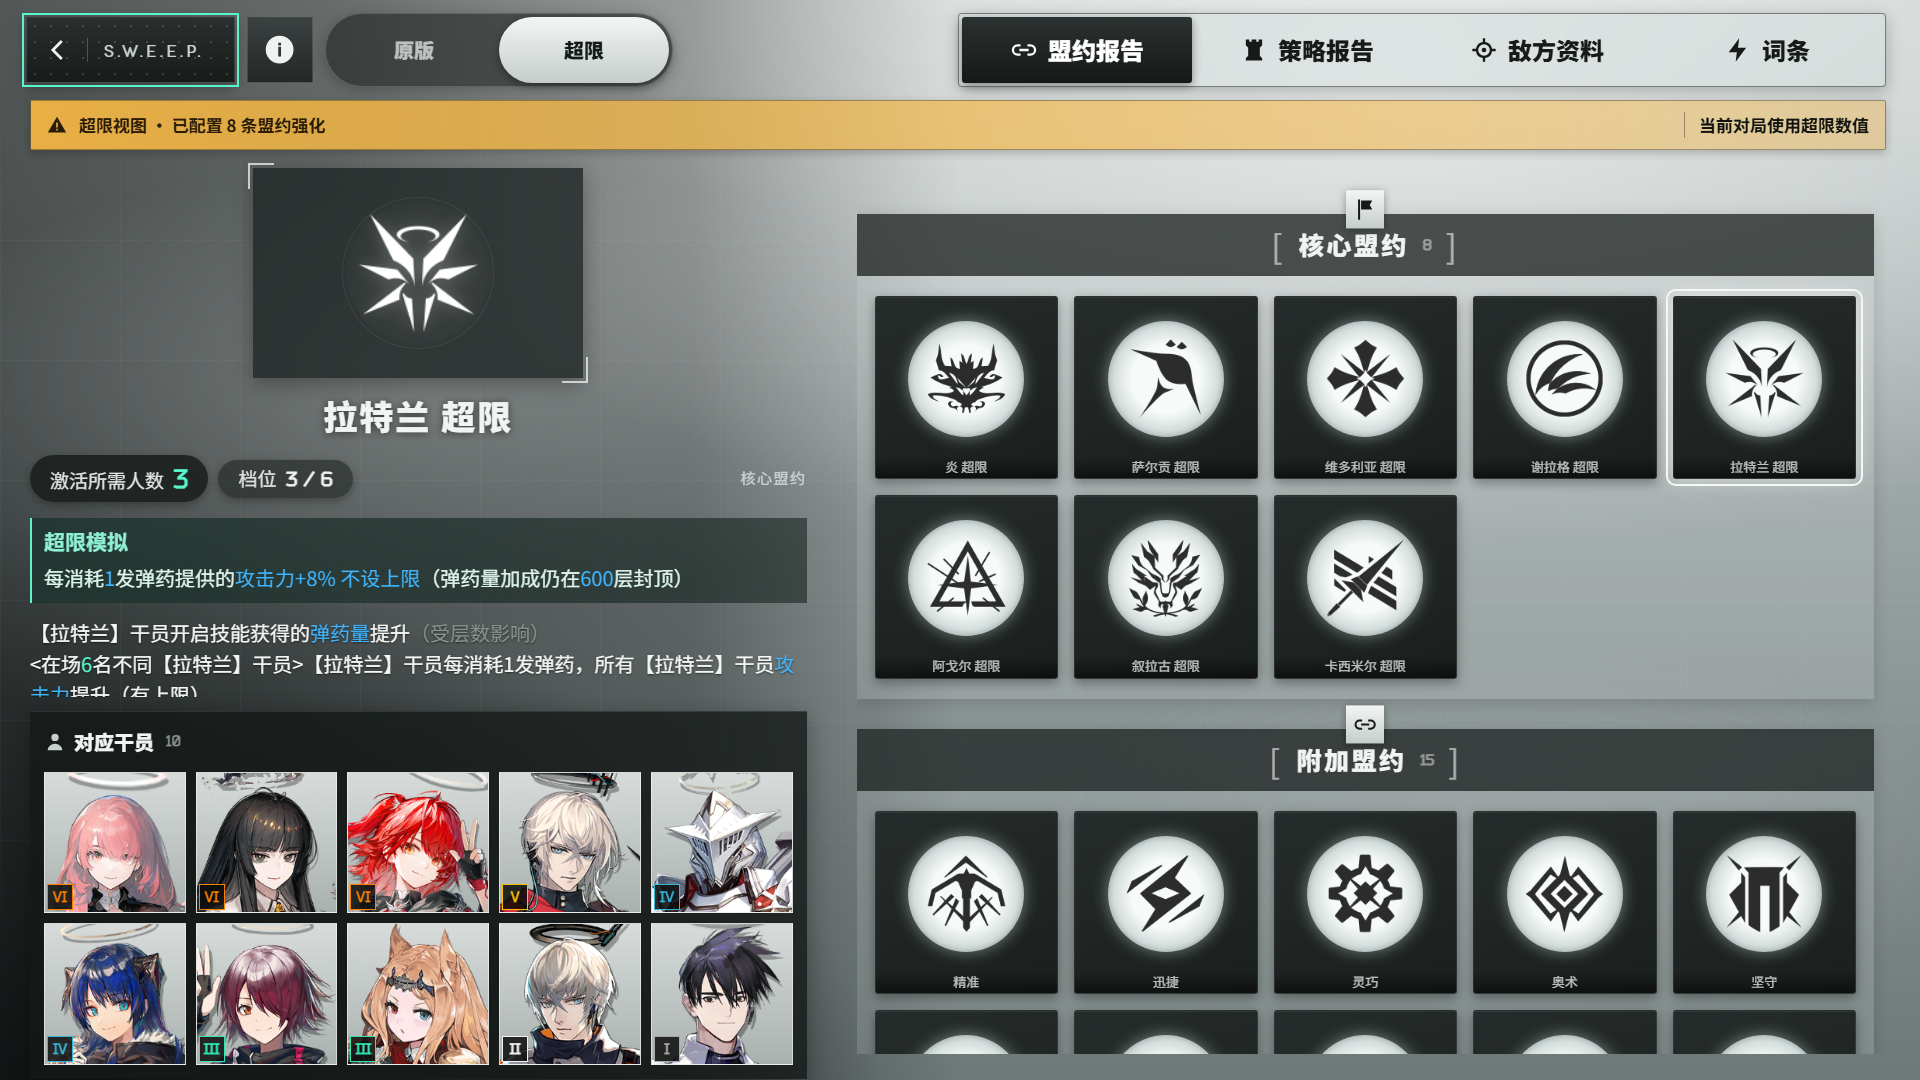 S.W.E.E.P.
原版
超限
盟约报告
策略报告
敌方资料
词条
超限视图 · 已配置 8 条盟约强化
当前对局使用超限数值
拉特兰 超限
激活所需人数 3
档位 3/6
核心盟约
超限模拟
每消耗1发弹药提供的攻击力+8% 不设上限（弹药量加成仍在600层封顶）
【拉特兰】干员开启技能获得的弹药量提升（受层数影响）
<在场6名不同【拉特兰】干员>【拉特兰】干员每消耗1发弹药，所有【拉特兰】干员攻
击力提升（有上限）
对应干员 10
VI
VI
VI
V
IV
IV
III
III
II
I
[ 核心盟约 8 ]
炎 超限
萨尔贡 超限
维多利亚 超限
谢拉格 超限
拉特兰 超限
阿戈尔 超限
叙拉古 超限
卡西米尔 超限
[ 附加盟约 15 ]
精准
迅捷
灵巧
奥术
坚守